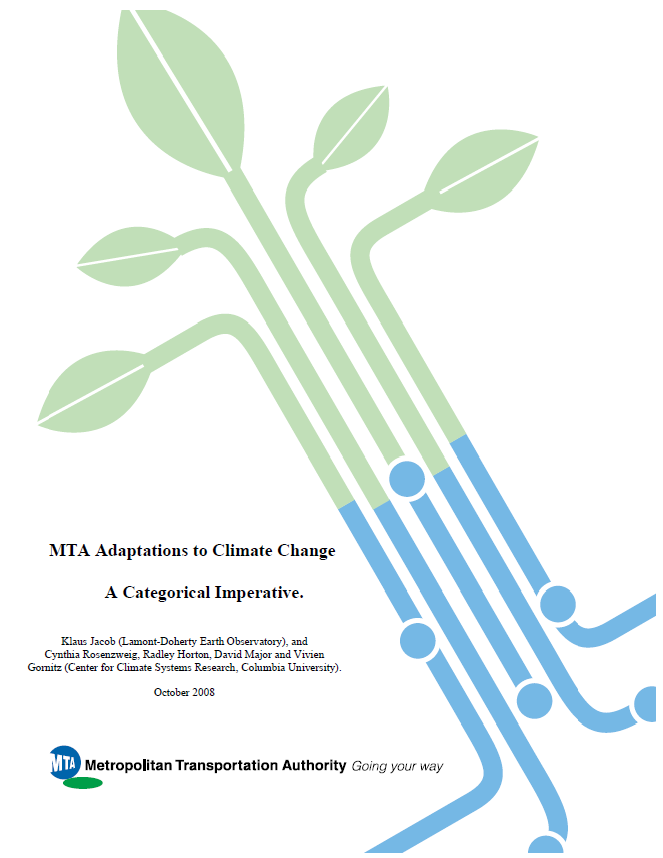 MTA Adaptations to Climate Change
A Categorical Imperative.
Klaus Jacob (Lamont-Doherty Earth Observatory), and
Cynthia Rosenzweig, Radley Horton, David Major and Vivien
Gornitz (Center for Climate Systems Research, Columbia University).
October 2008
MTA Metropolitan Transportation Authority Going your way